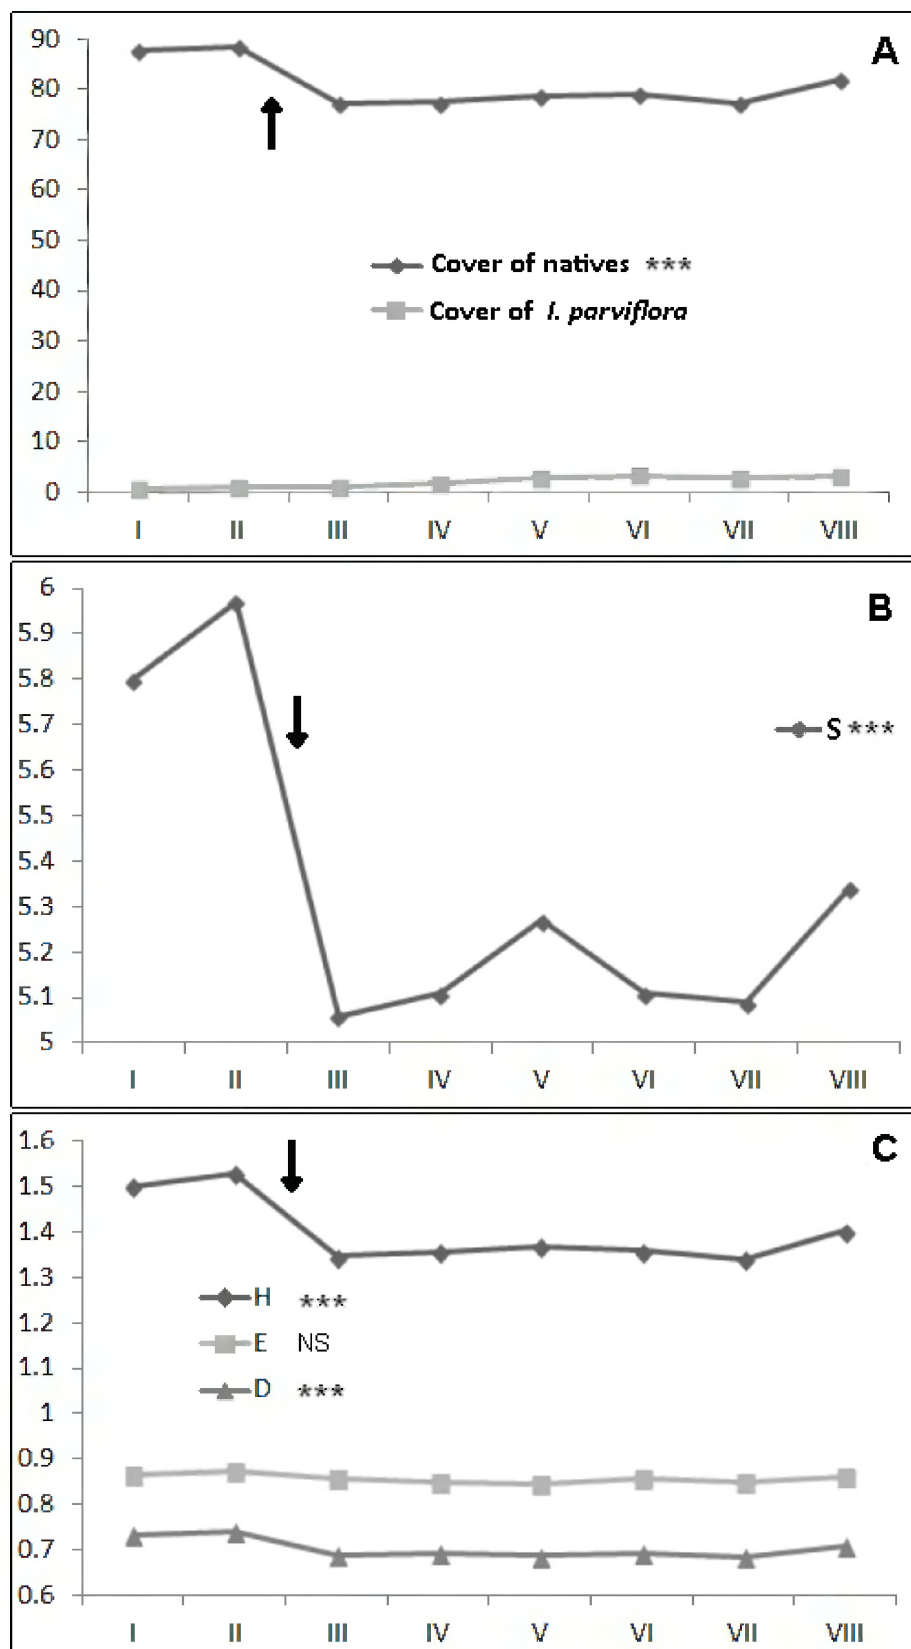 A
90
80
70
60
50
40
30
20
10
0
Cover of natives ***
Cover of I. parviflora
I II III IV V VI VII VIII
B
6
5.9
5.8
5.7
5.6
5.5
5.4
5.3
5.2
5.1
5
S ***
I II III IV V VI VII VIII
C
1.6
1.5
1.4
1.3
1.2
1.1
1
0.9
0.8
0.7
0.6
H ***
E NS
D ***
I II III IV V VI VII VIII